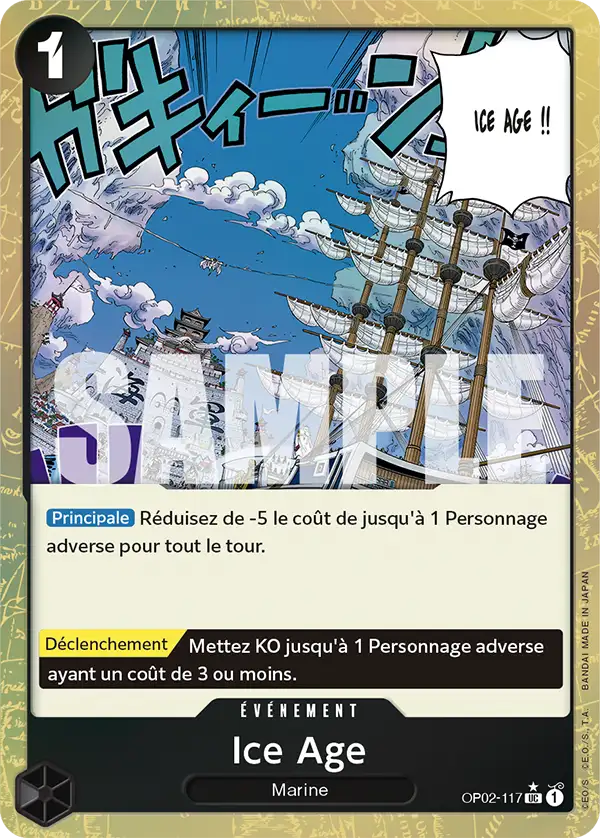 1
ガキィーン
ICE AGE !!
SAMPLE
Principale Réduisez de -5 le coût de jusqu'à 1 Personnage
adverse pour tout le tour.
Déclenchement Mettez KO jusqu'à 1 Personnage adverse
ayant un coût de 3 ou moins.
ÉVÉNEMENT
Ice Age
Marine
OP02-117 UC 1
©E.O./S. ©E.O./S., T.A. BANDAI MADE IN JAPAN